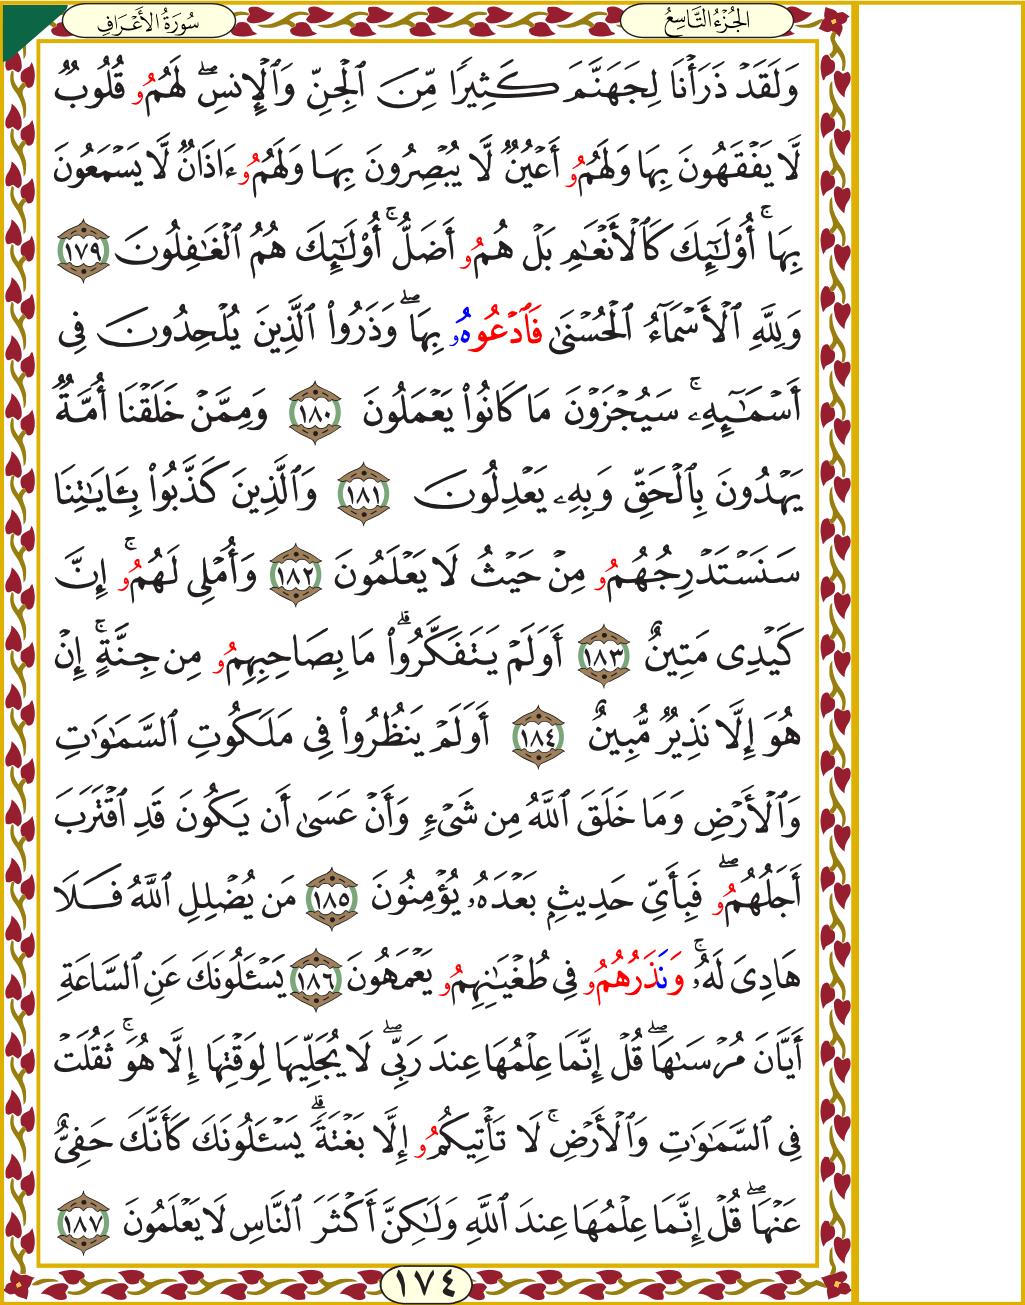 سُورَةُ الأَعْرَافِ
الجُزْءُ التَّاسِعُ
وَلَقَدْ ذَرَأْنَا لِجَهَنَّمَ كَثِيرًا مِّنَ ٱلْجِنِّ وَٱلْإِنسِ ۖ لَهُمُۥ قُلُوبٌ
لَّا يَفْقَهُونَ بِهَا وَلَهُمُۥ أَعْيُنٌ لَّا يُبْصِرُونَ بِهَا وَلَهُمُۥ ءَاذَانٌ لَّا يَسْمَعُونَ
بِهَا ۚ أُوْلَٰٓئِكَ كَٱلْأَنْعَٰمِ بَلْ هُمُۥ أَضَلُّ ۚ أُوْلَٰٓئِكَ هُمُ ٱلْغَٰفِلُونَ ١٧٩
وَلِلَّهِ ٱلْأَسْمَآءُ ٱلْحُسْنَىٰ فَٱدْعُوهُۥ بِهَا ۖ وَذَرُوا۟ ٱلَّذِينَ يُلْحِدُونَ فِى
أَسْمَٰٓئِهِۦ ۚ سَيُجْزَوْنَ مَا كَانُوا۟ يَعْمَلُونَ ١٨٠ وَمِمَّنْ خَلَقْنَا أُمَّةٌ
يَهْدُونَ بِٱلْحَقِّ وَبِهِۦ يَعْدِلُونَ ١٨١ وَٱلَّذِينَ كَذَّبُوا۟ بِـَٔايَٰتِنَا
سَنَسْتَدْرِجُهُمُۥ مِنْ حَيْثُ لَا يَعْلَمُونَ ١٨٢ وَأُمْلِى لَهُمُۥ ۚ إِنَّ
كَيْدِى مَتِينٌ ١٨٣ أَوَلَمْ يَتَفَكَّرُوا۟ ۗ مَا بِصَاحِبِهِمُۥ مِن جِنَّةٍ ۚ إِنْ
هُوَ إِلَّا نَذِيرٌ مُّبِينٌ ١٨٤ أَوَلَمْ يَنظُرُوا۟ فِى مَلَكُوتِ ٱلسَّمَٰوَٰتِ
وَٱلْأَرْضِ وَمَا خَلَقَ ٱللَّهُ مِن شَىْءٍ وَأَنْ عَسَىٰ أَن يَكُونَ قَدِ ٱقْتَرَبَ
أَجَلُهُمُۥ ۖ فَبِأَىِّ حَدِيثٍۭ بَعْدَهُۥ يُؤْمِنُونَ ١٨٥ مَن يُضْلِلِ ٱللَّهُ فَلَا
هَادِىَ لَهُۥ ۚ وَنَذَرُهُمُۥ فِى طُغْيَٰنِهِمُۥ يَعْمَهُونَ ١٨٦ يَسْـَٔلُونَكَ عَنِ ٱلسَّاعَةِ
أَيَّانَ مُرْسَىٰهَا ۖ قُلْ إِنَّمَا عِلْمُهَا عِندَ رَبِّى ۖ لَا يُجَلِّيهَا لِوَقْتِهَا إِلَّا هُوَ ۚ ثَقُلَتْ
فِى ٱلسَّمَٰوَٰتِ وَٱلْأَرْضِ ۚ لَا تَأْتِيكُمُۥ إِلَّا بَغْتَةً ۗ يَسْـَٔلُونَكَ كَأَنَّكَ حَفِىٌّ
عَنْهَا ۖ قُلْ إِنَّمَا عِلْمُهَا عِندَ ٱللَّهِ وَلَٰكِنَّ أَكْثَرَ ٱلنَّاسِ لَا يَعْلَمُونَ ١٨٧
١٧٤